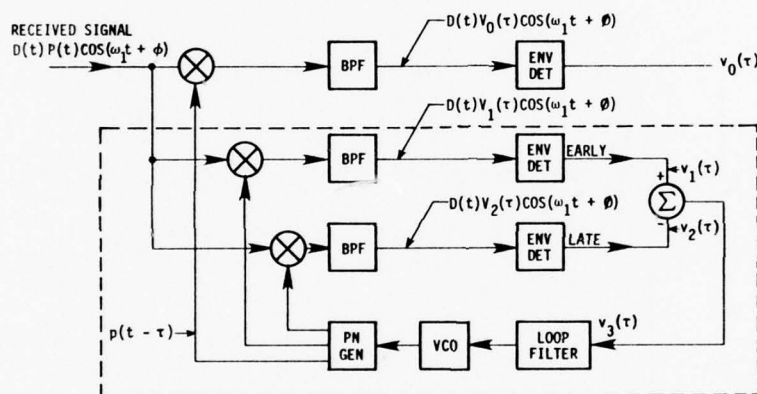 RECEIVED SIGNAL
D(t) P(t)COS(ω₁t + ϕ)
D(t)V₀(τ)COS(ω₁t + Ø)
BPF
ENV
DET
v₀(τ)
D(t)V₁(τ)COS(ω₁t + Ø)
BPF
ENV
DET
EARLY
+
v₁(τ)
Σ
D(t)V₂(τ)COS(ω₁t + Ø)
BPF
ENV
DET
LATE
-
v₂(τ)
p(t - τ)
PN
GEN
VCO
LOOP
FILTER
v₃(τ)